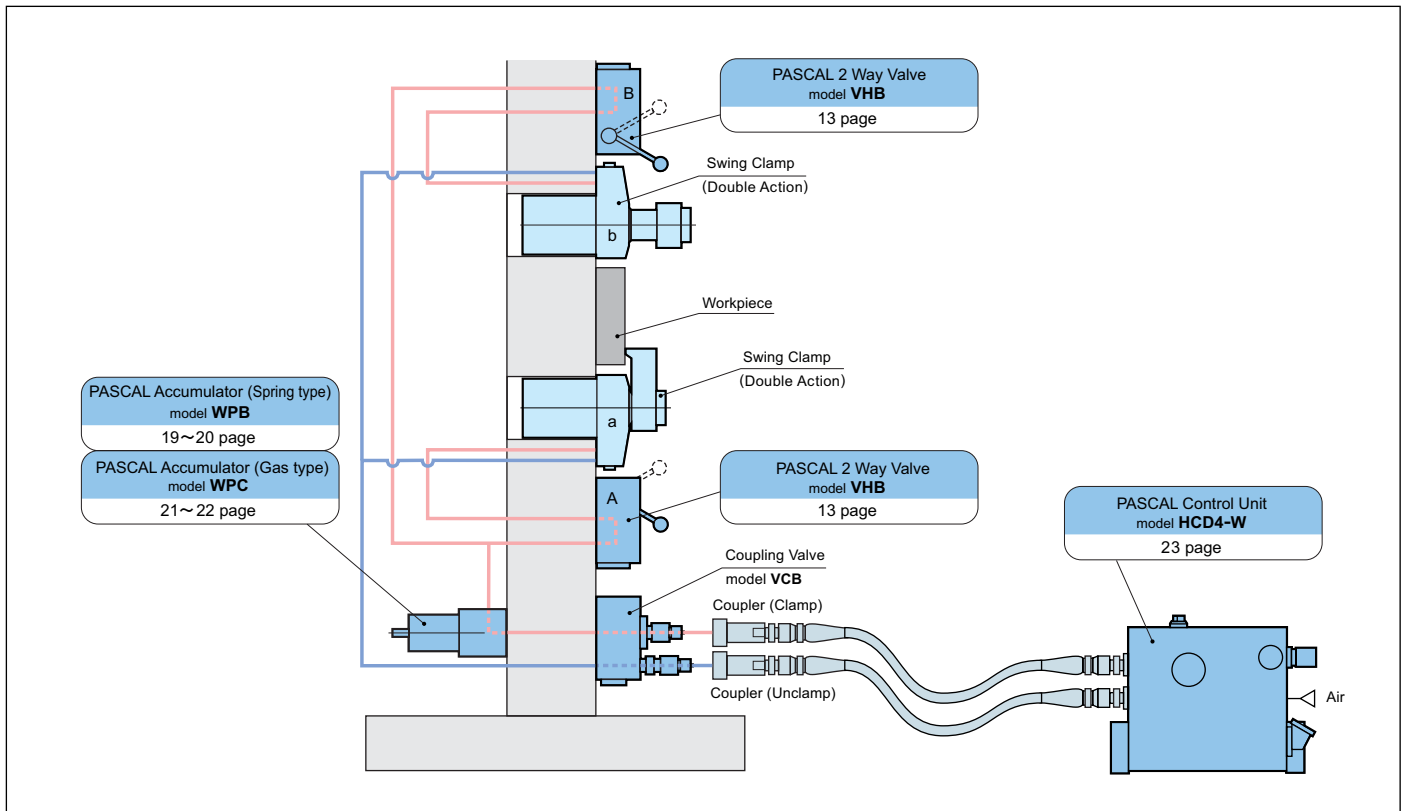 PASCAL 2 Way Valve
model VHB
13 page
B
Swing Clamp
(Double Action)
b
Workpiece
Swing Clamp
(Double Action)
PASCAL Accumulator (Spring type)
model WPB
19～20 page
PASCAL Accumulator (Gas type)
model WPC
21～22 page
a
A
PASCAL 2 Way Valve
model VHB
13 page
PASCAL Control Unit
model HCD4-W
23 page
Coupling Valve
model VCB
Coupler (Clamp)
Coupler (Unclamp)
Air